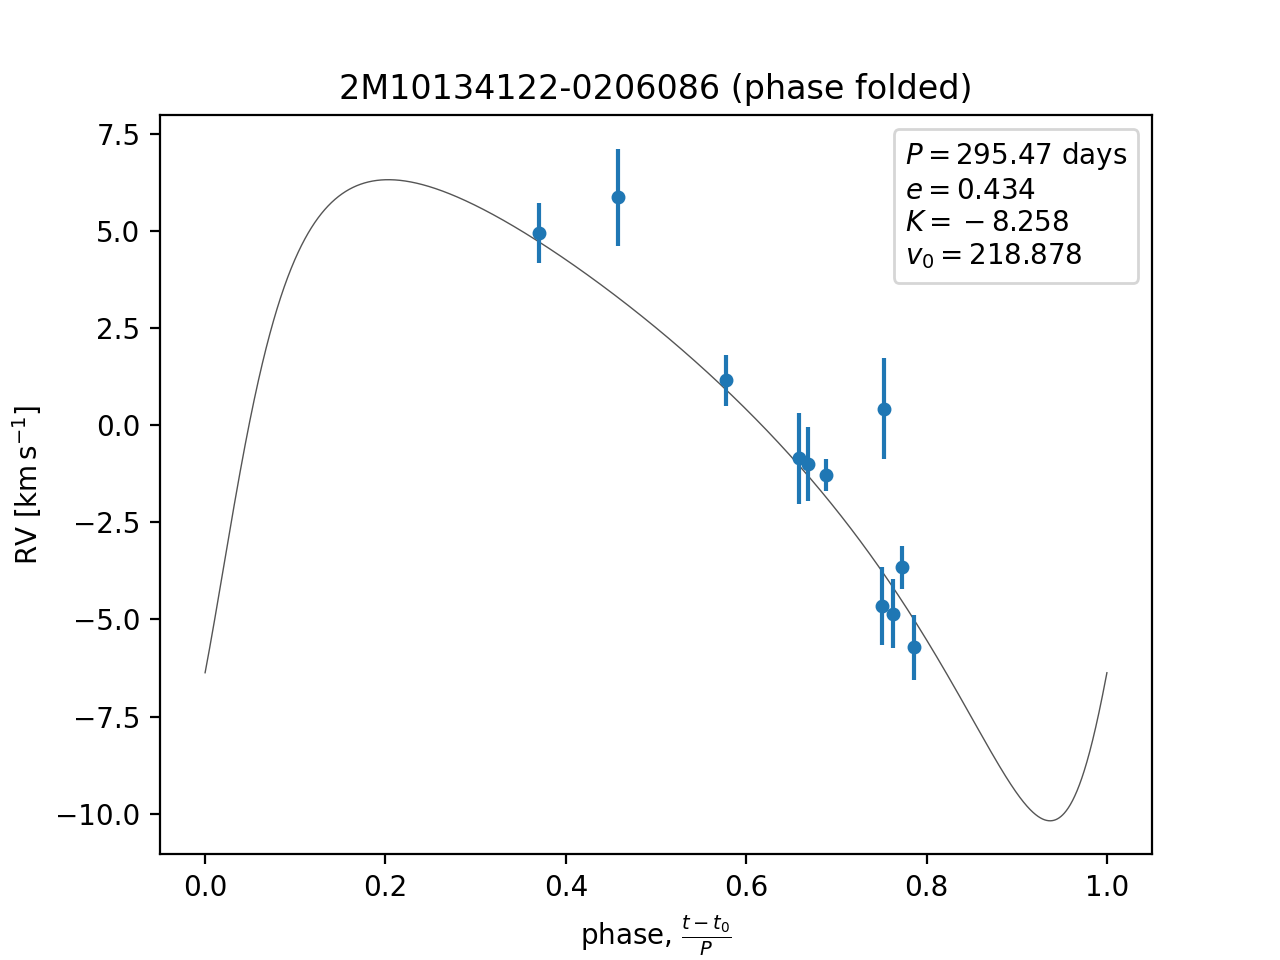 2M10134122-0206086 (phase folded)
P = 295.47 days
e = 0.434
K = −8.258
v₀ = 218.878
7.5
5.0
2.5
0.0
−2.5
−5.0
−7.5
−10.0
RV [km s⁻¹]
0.0 0.2 0.4 0.6 0.8 1.0
phase, (t − t₀)/P